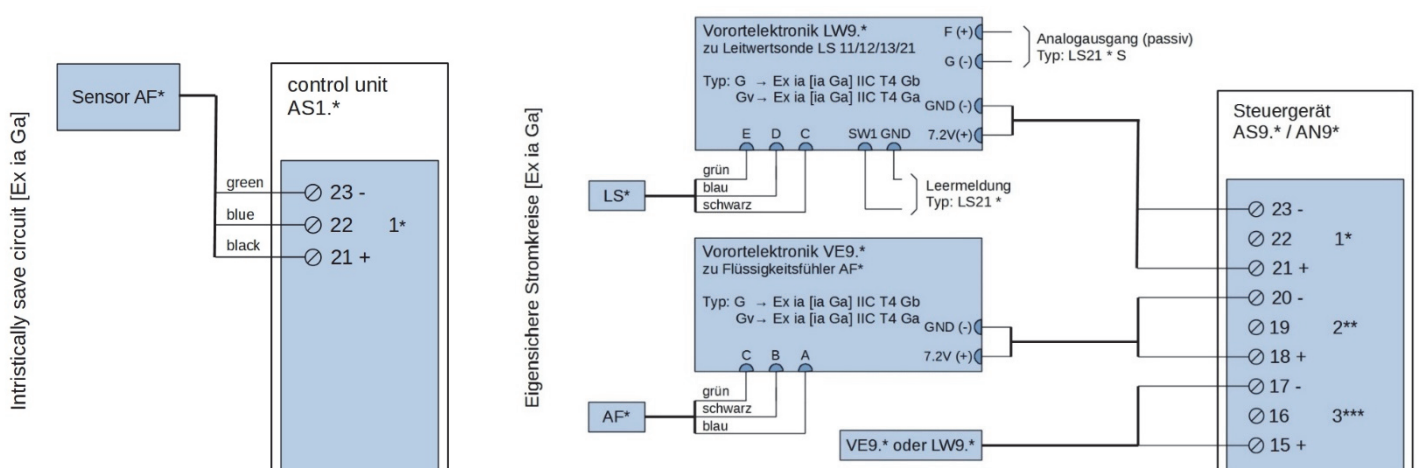 Intristically save circuit [Ex ia Ga]
Sensor AF*
control unit
AS1.*
green
23 -
blue
22 1*
black
21 +
Eigensichere Stromkreise [Ex ia Ga]
Vorortelektronik LW9.*
zu Leitwertsonde LS 11/12/13/21
Typ: G → Ex ia [ia Ga] IIC T4 Gb
Gv→ Ex ia [Ia Ga] IIC T4 Ga
F (+)
G (-)
GND (-)
7.2V(+)
E D C SW1 GND
Analogausgang (passiv)
Typ: LS21 * S
LS*
grün
blau
schwarz
Leermeldung
Typ: LS21 *
Vorortelektronik VE9.*
zu Flüssigkeitsfühler AF*
Typ: G → Ex ia [ia Ga] IIC T4 Gb
Gv→ Ex ia [Ia Ga] IIC T4 Ga
GND (-)
7.2V (+)
C B A
AF*
grün
schwarz
blau
VE9.* oder LW9.*
Steuergerät
AS9.* / AN9*
23 -
22 1*
21 +
20 -
19 2**
18 +
17 -
16 3***
15 +